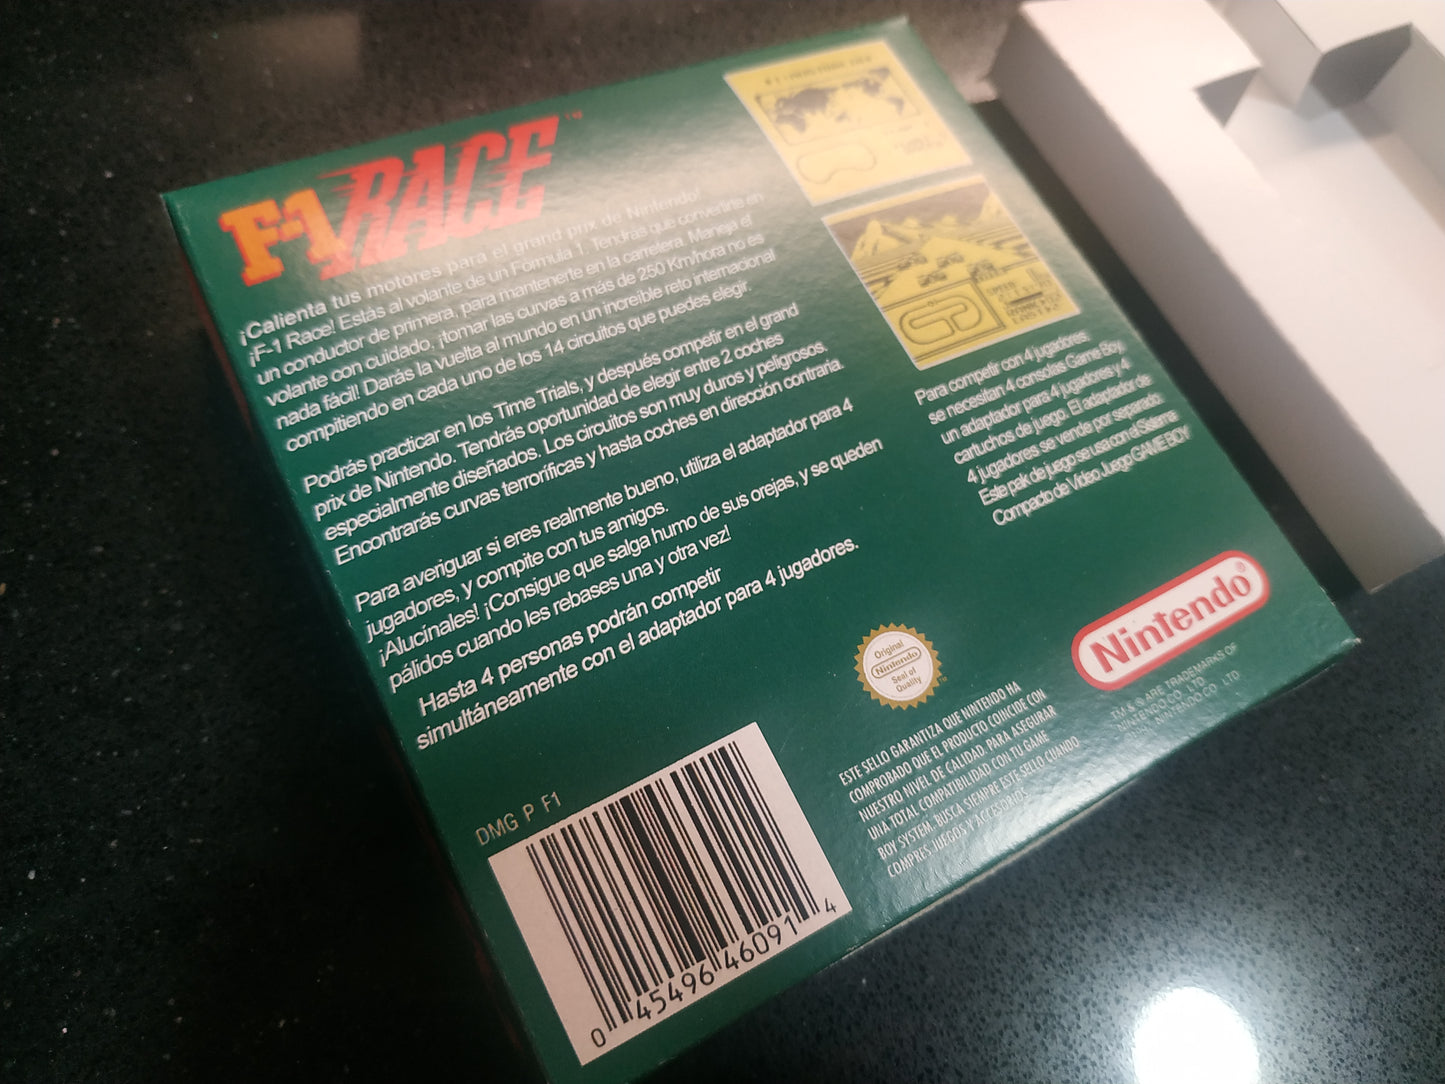 F-1 RACE™
¡Calienta tus motores para el grand prix de Nintendo!
¡F-1 Race! Estás al volante de un Fórmula 1. Tendrás que convertirte en
un conductor de primera, para mantenerte en la carretera. Maneja el
volante con cuidado, ¡tomar las curvas a más de 250 Km/hora no es
nada fácil! Darás la vuelta al mundo en un increíble reto internacional
compitiendo en cada uno de los 14 circuitos que puedes elegir.
Podrás practicar en los Time Trials, y después competir en el grand
prix de Nintendo. Tendrás oportunidad de elegir entre 2 coches
especialmente diseñados. Los circuitos son muy duros y peligrosos.
Encontrarás curvas terroríficas y hasta coches en dirección contraria.
Para averiguar si eres realmente bueno, utiliza el adaptador para 4
jugadores, y compite con tus amigos.
¡Alucínales! ¡Consigue que salga humo de sus orejas, y se queden
pálidos cuando les rebases una y otra vez!
Hasta 4 personas podrán competir
simultáneamente con el adaptador para 4 jugadores.
Para competir con 4 jugadores
se necesitan 4 consolas Game Boy
un adaptador para 4 jugadores y 4
cartuchos de juego. El adaptador de
4 jugadores se vende por separado
Este pak de juego se usa con el Sistema
Compacto de Video Juego GAME BOY
Nintendo®
TM & ® ARE TRADEMARKS OF
NINTENDO CO LTD
NINTENDO CO LTD
Original
Nintendo
Seal of
Quality
ESTE SELLO GARANTIZA QUE NINTENDO HA
COMPROBADO QUE EL PRODUCTO COINCIDE CON
NUESTRO NIVEL DE CALIDAD. PARA ASEGURAR
UNA TOTAL COMPATIBILIDAD CON TU GAME
BOY SYSTEM, BUSCA SIEMPRE ESTE SELLO CUANDO
COMPRES JUEGOS Y ACCESORIOS
DMG P F1
0 45496 46091 4